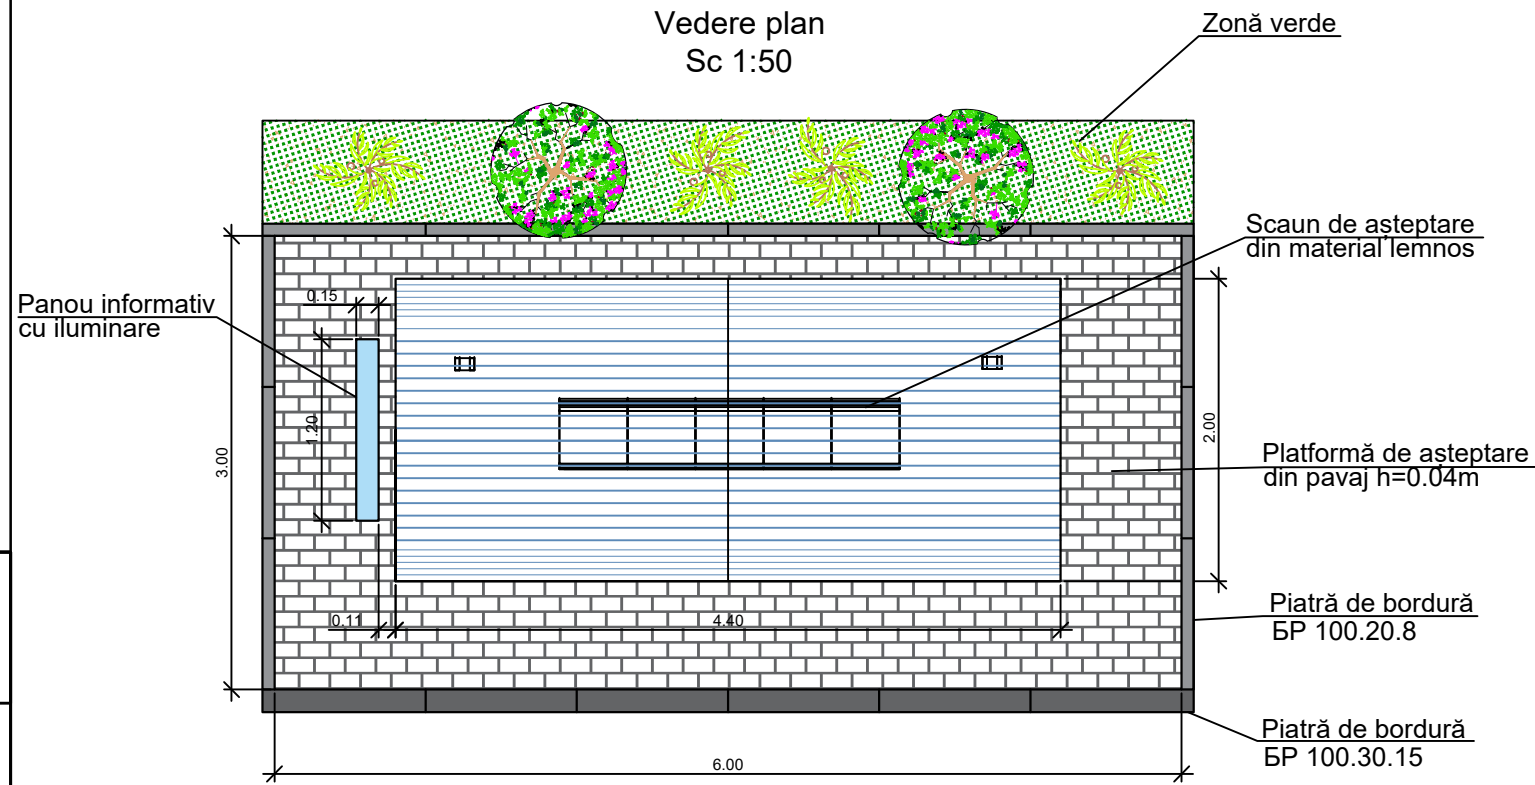 Vedere plan
Sc 1:50
Zonă verde
Scaun de așteptare
din material lemnos
Panou informativ
cu iluminare
0.15
1.20
3.00
2.00
Platformă de așteptare
din pavaj h=0.04m
0.11
4.40
Piatră de bordură
БР 100.20.8
Piatră de bordură
БР 100.30.15
6.00